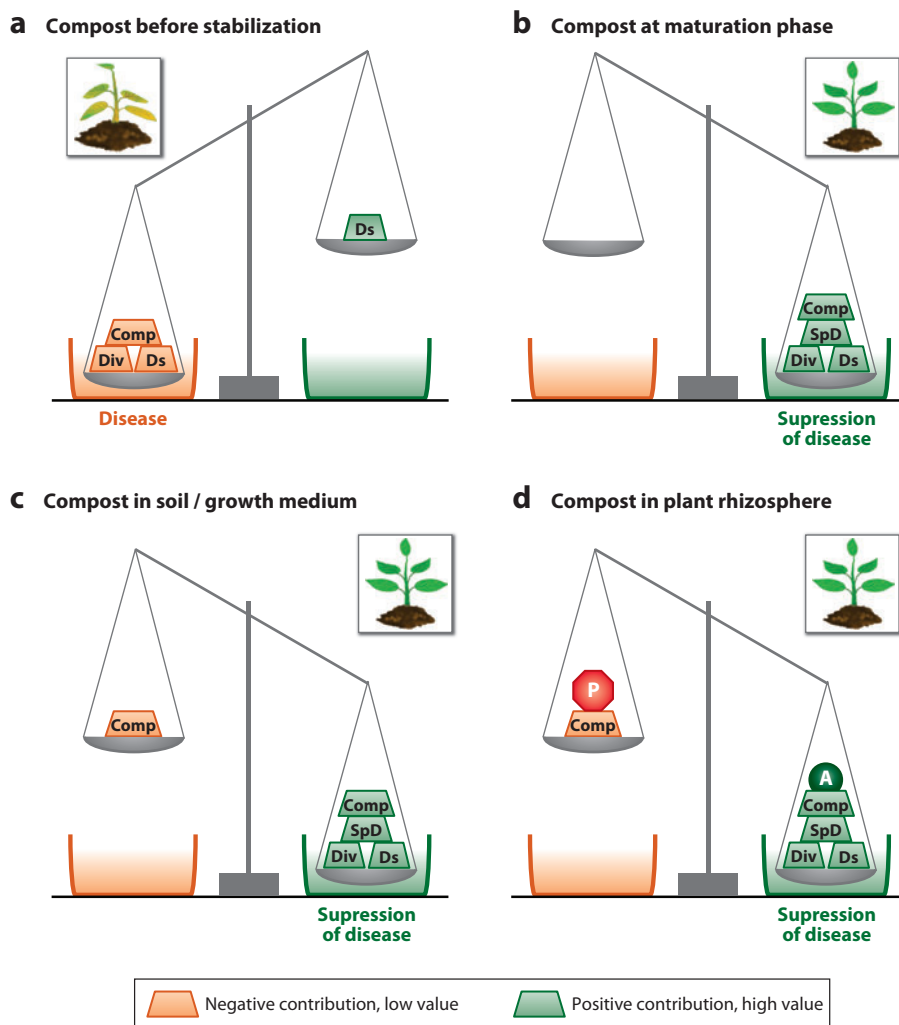 a Compost before stabilization
Ds
Comp
Div Ds
Disease
b Compost at maturation phase
Comp
SpD
Div Ds
Supression
of disease
c Compost in soil / growth medium
Comp
Comp
SpD
Div Ds
Supression
of disease
d Compost in plant rhizosphere
P
Comp
A
Comp
SpD
Div Ds
Supression
of disease
Negative contribution, low value
Positive contribution, high value